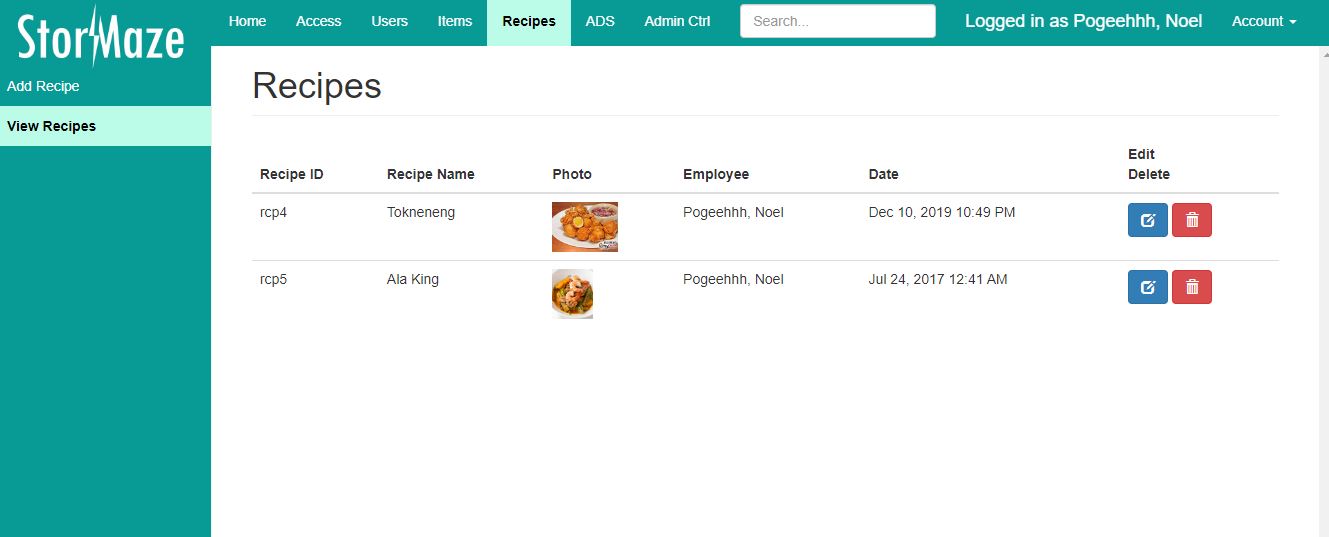 StorMaze
Home Access Users Items Recipes ADS Admin Ctrl Search... Logged in as Pogeehhh, Noel Account
Add Recipe
View Recipes
Recipes
Edit
Recipe ID Recipe Name Photo Employee Date Delete
rcp4 Tokneneng Pogeehhh, Noel Dec 10, 2019 10:49 PM
rcp5 Ala King Pogeehhh, Noel Jul 24, 2017 12:41 AM